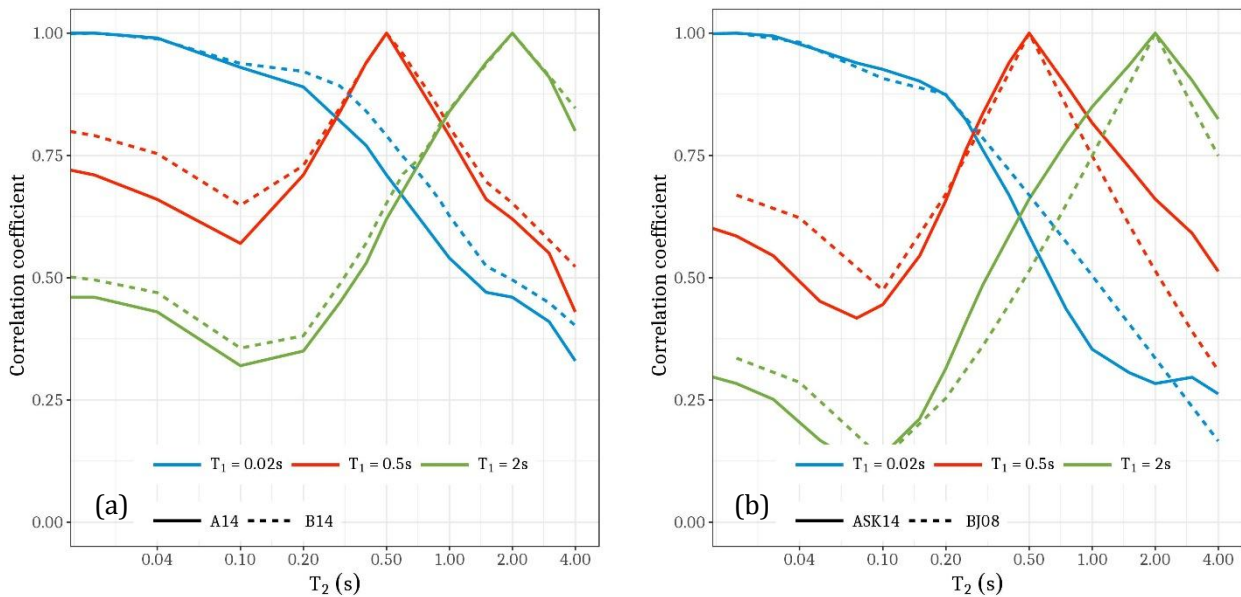 Correlation coefficient
1.00
0.75
0.50
0.25
0.00
T₁ = 0.02s T₁ = 0.5s T₁ = 2s
(a)
A14 B14
0.04 0.10 0.20 0.50 1.00 2.00 4.00
T₂ (s)
Correlation coefficient
1.00
0.75
0.50
0.25
0.00
T₁ = 0.02s T₁ = 0.5s T₁ = 2s
(b)
ASK14 BJ08
0.04 0.10 0.20 0.50 1.00 2.00 4.00
T₂ (s)